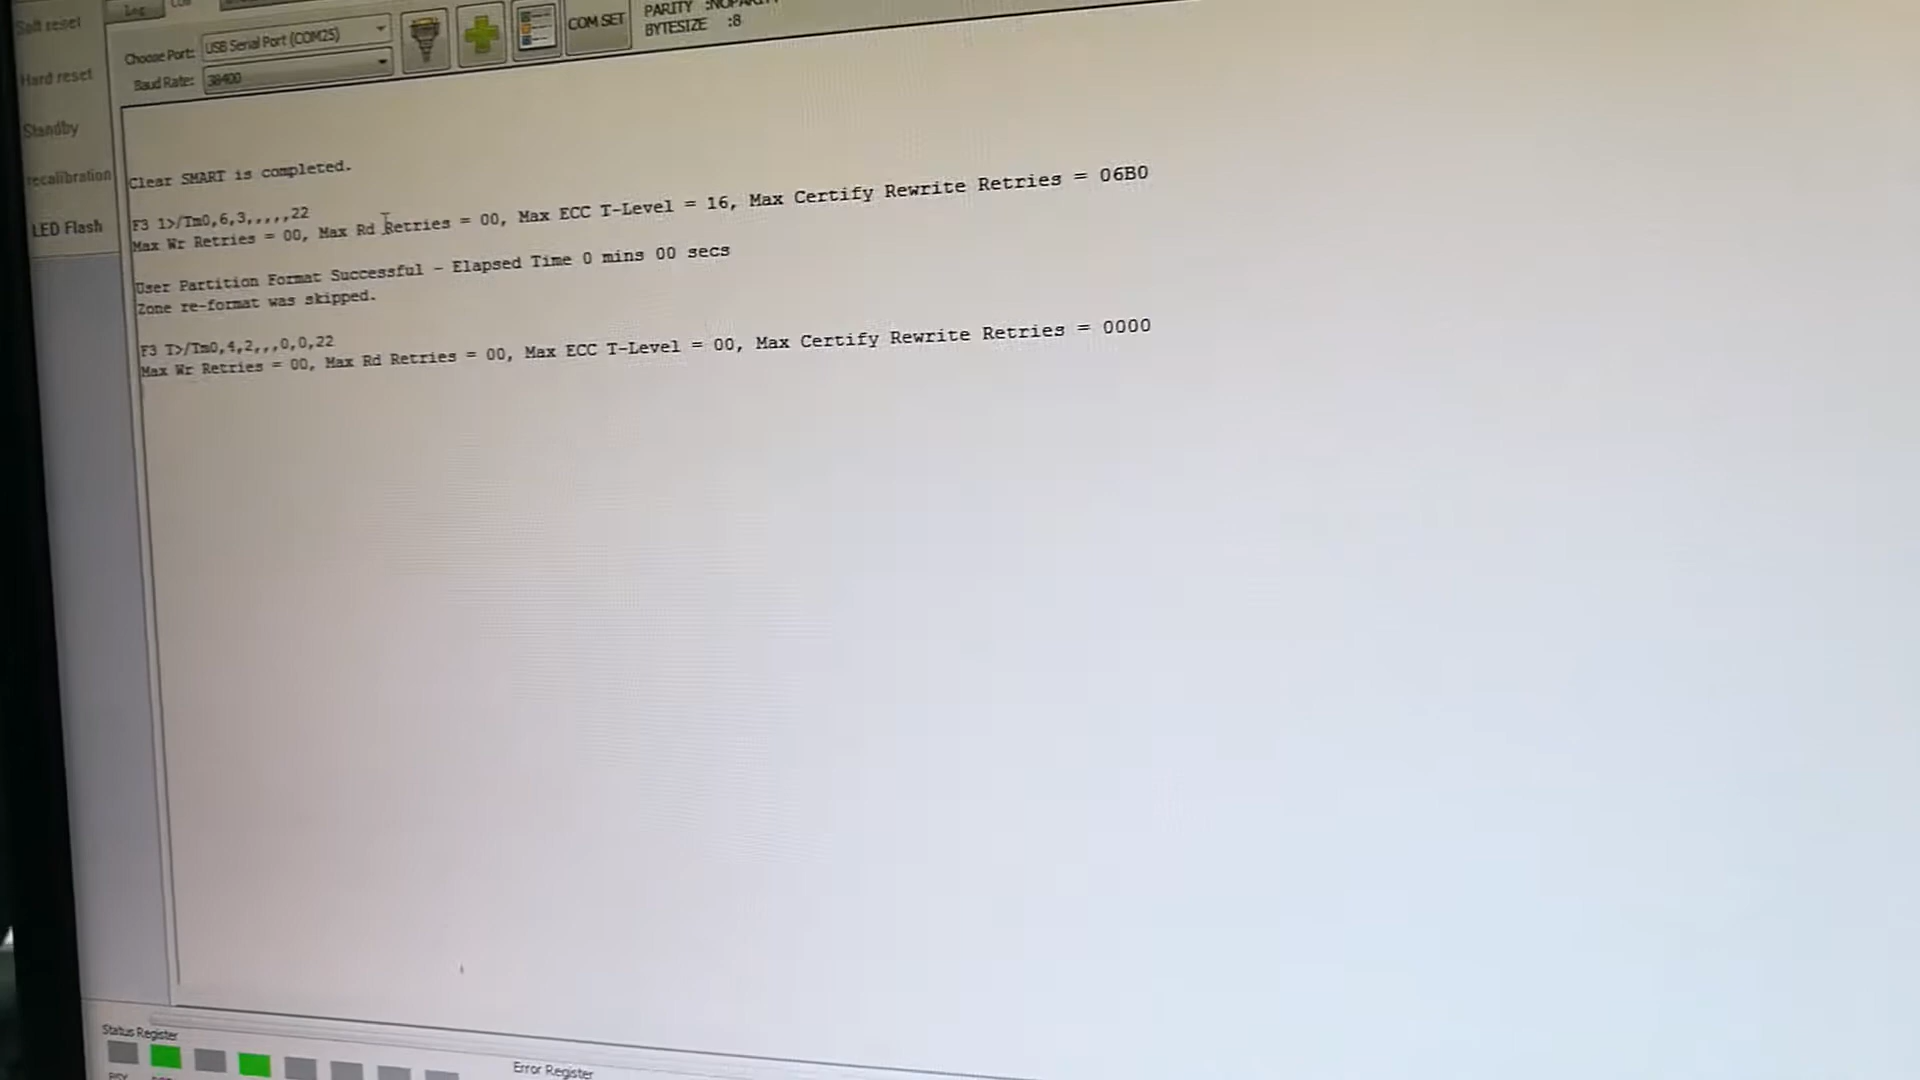 Soft reset
Log
PARITY :NOPARITY
Choose Port: USB Serial Port (COM25)
COM SET
BYTESIZE :8
Hard reset
Baud Rate: 38400
Standby
recalibration
LED Flash
Clear SMART is completed.
F3 1>/Tm0,6,3,,,,,22
Max Wr Retries = 00, Max Rd Retries = 00, Max ECC T-Level = 16, Max Certify Rewrite Retries = 06B0
User Partition Format Successful - Elapsed Time 0 mins 00 secs
Zone re-format was skipped.
F3 T>/Tm0,4,2,,,0,0,22
Max Wr Retries = 00, Max Rd Retries = 00, Max ECC T-Level = 00, Max Certify Rewrite Retries = 0000
Status Register
Error Register
BSY